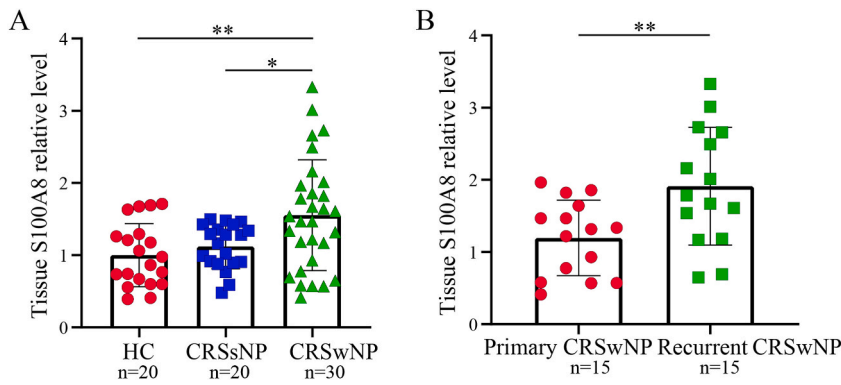 A
Tissue S100A8 relative level
4
3
2
1
0
**
*
HC
n=20
CRSsNP
n=20
CRSwNP
n=30
B
Tissue S100A8 relative level
4
3
2
1
0
**
Primary CRSwNP
n=15
Recurrent CRSwNP
n=15